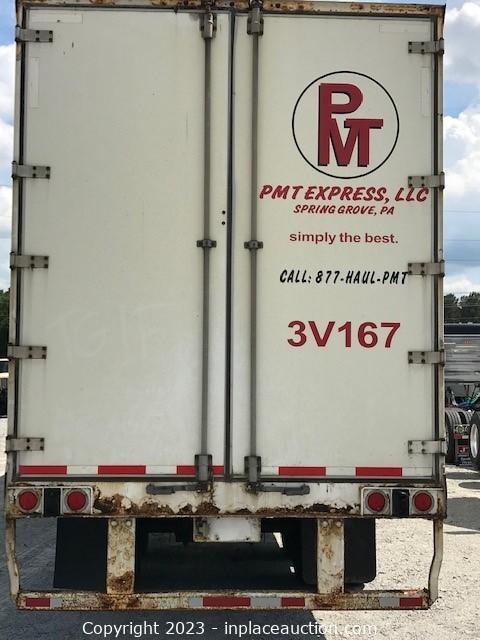 PMT
PMT EXPRESS, LLC
SPRING GROVE, PA
simply the best.
CALL: 877-HAUL-PMT
3V167
Copyright © 2023 - inplaceauction.com